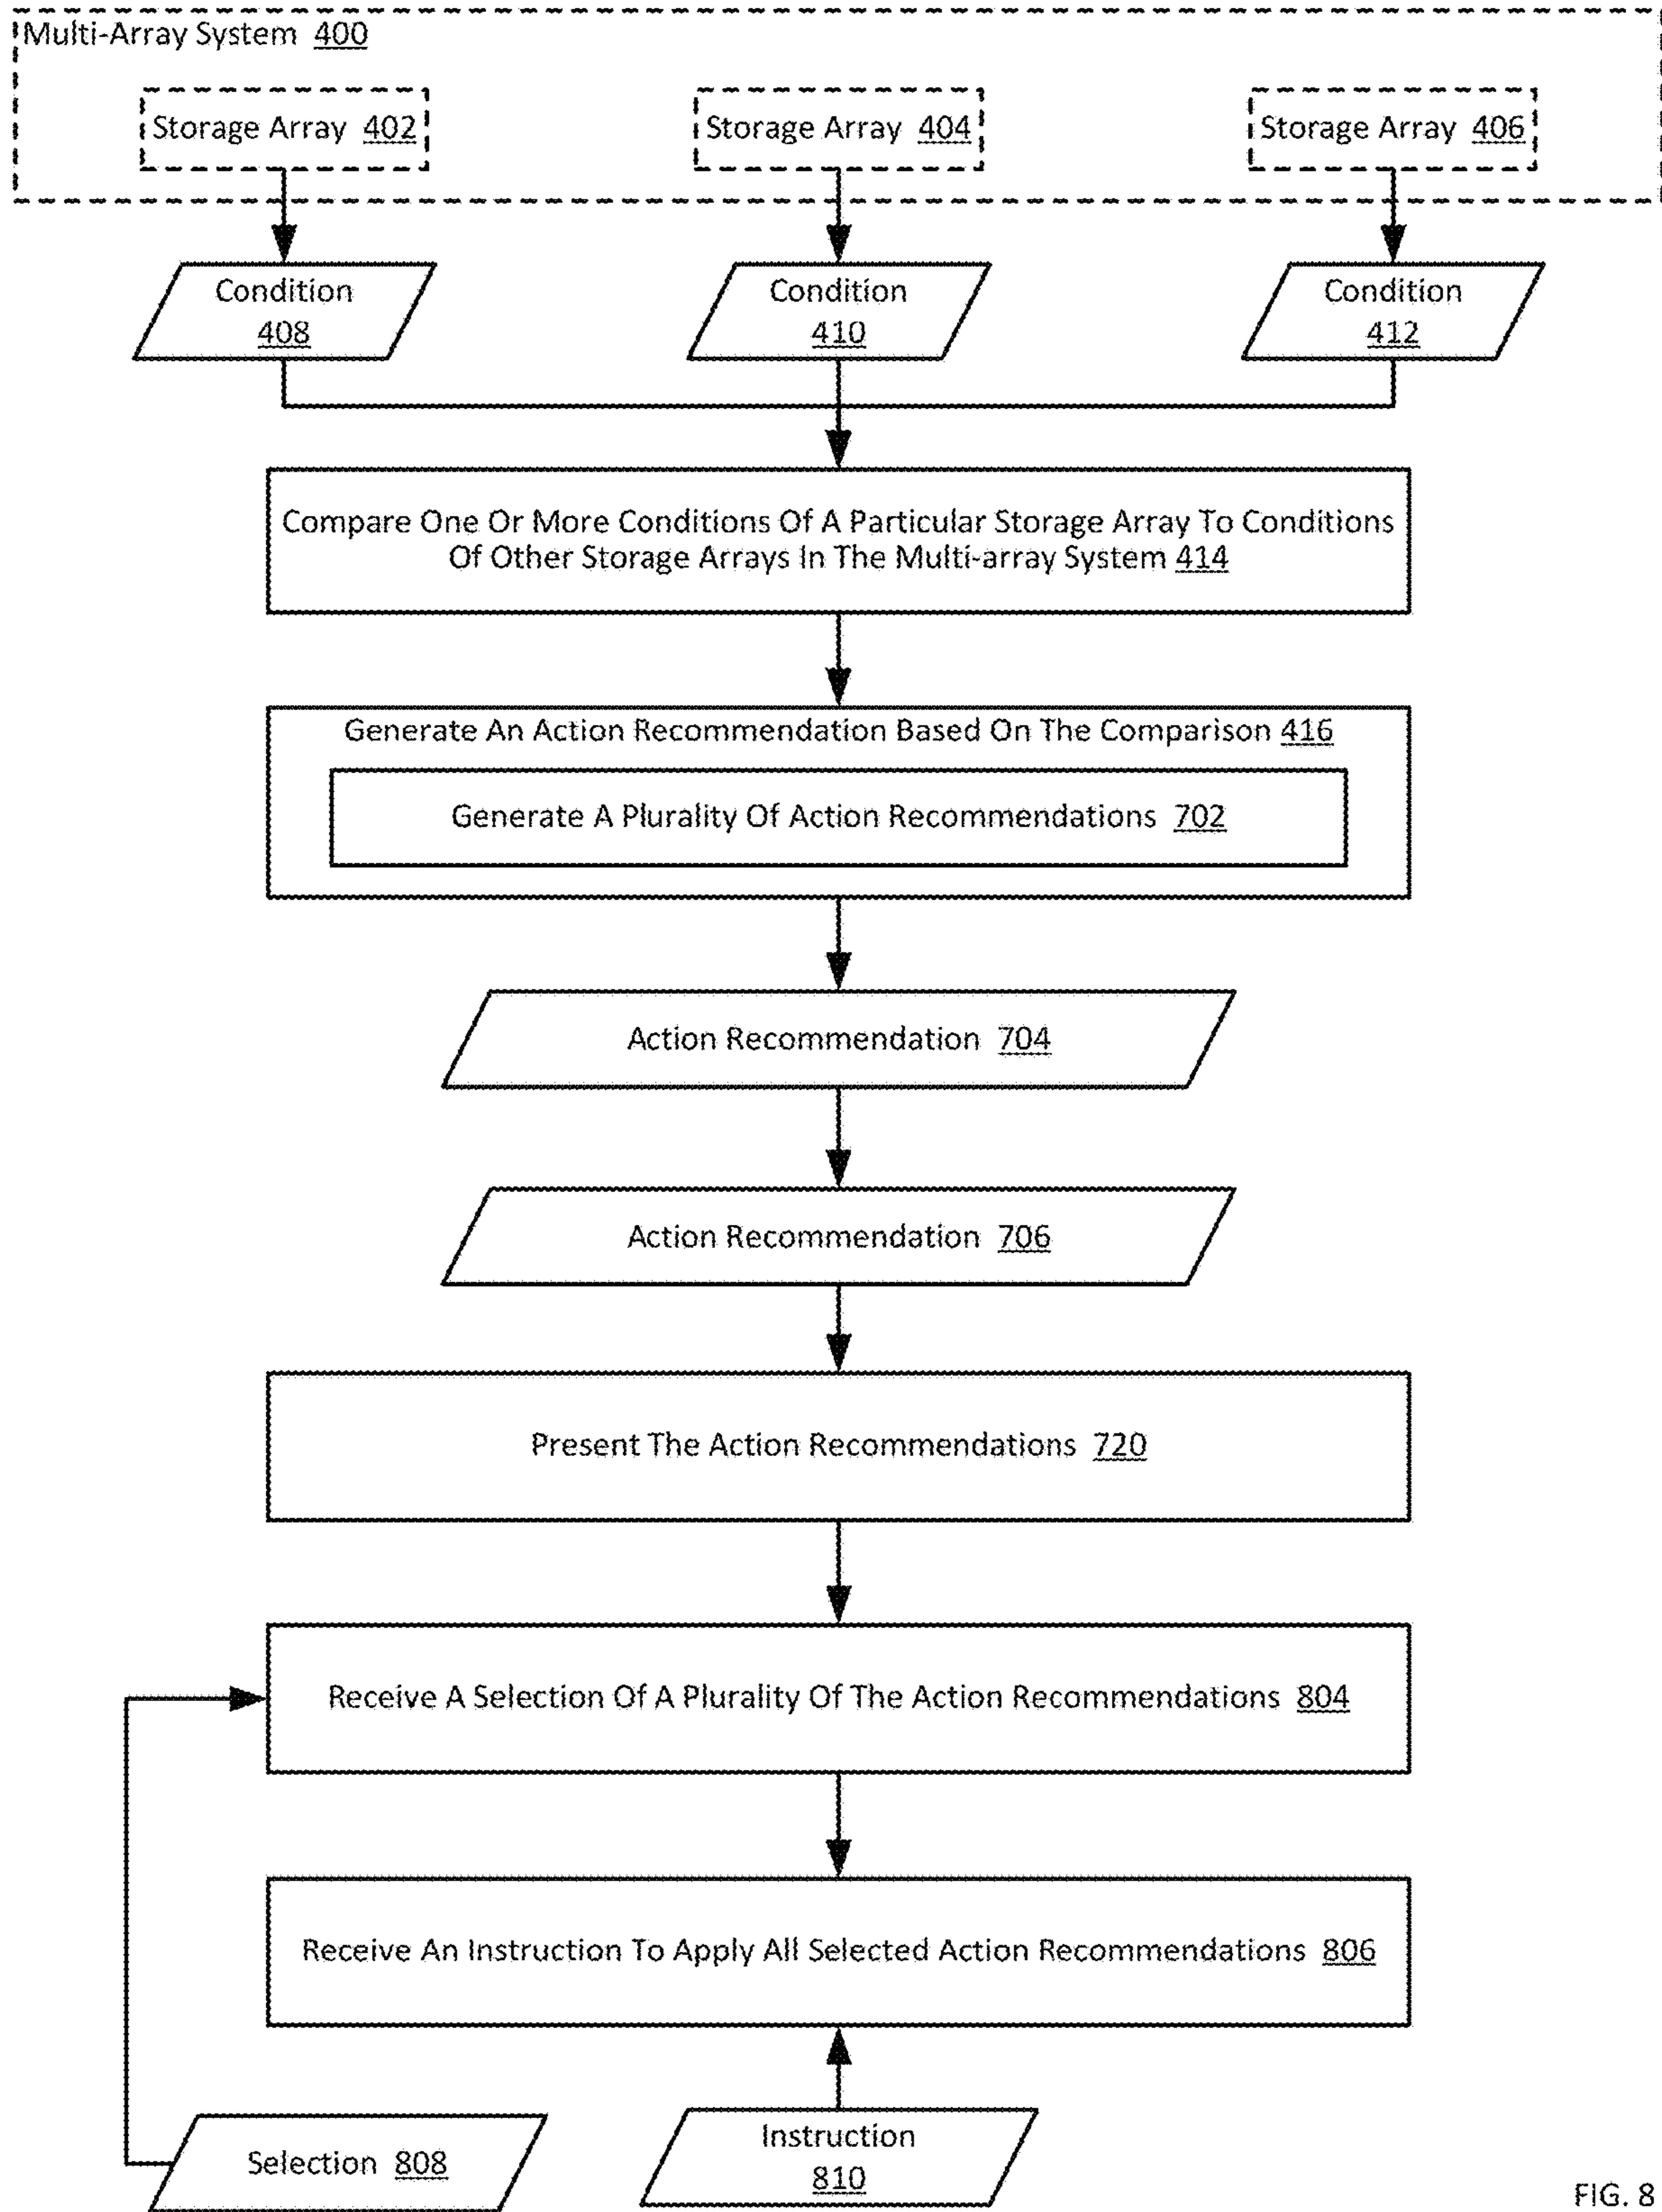 Multi-Array System 400
Storage Array 402
Storage Array 404
Storage Array 406
Condition
408
Condition
410
Condition
412
Compare One Or More Conditions Of A Particular Storage Array To Conditions
Of Other Storage Arrays In The Multi-array System 414
Generate An Action Recommendation Based On The Comparison 416
Generate A Plurality Of Action Recommendations 702
Action Recommendation 704
Action Recommendation 706
Present The Action Recommendations 720
Receive A Selection Of A Plurality Of The Action Recommendations 804
Receive An Instruction To Apply All Selected Action Recommendations 806
Selection 808
Instruction
810
FIG. 8